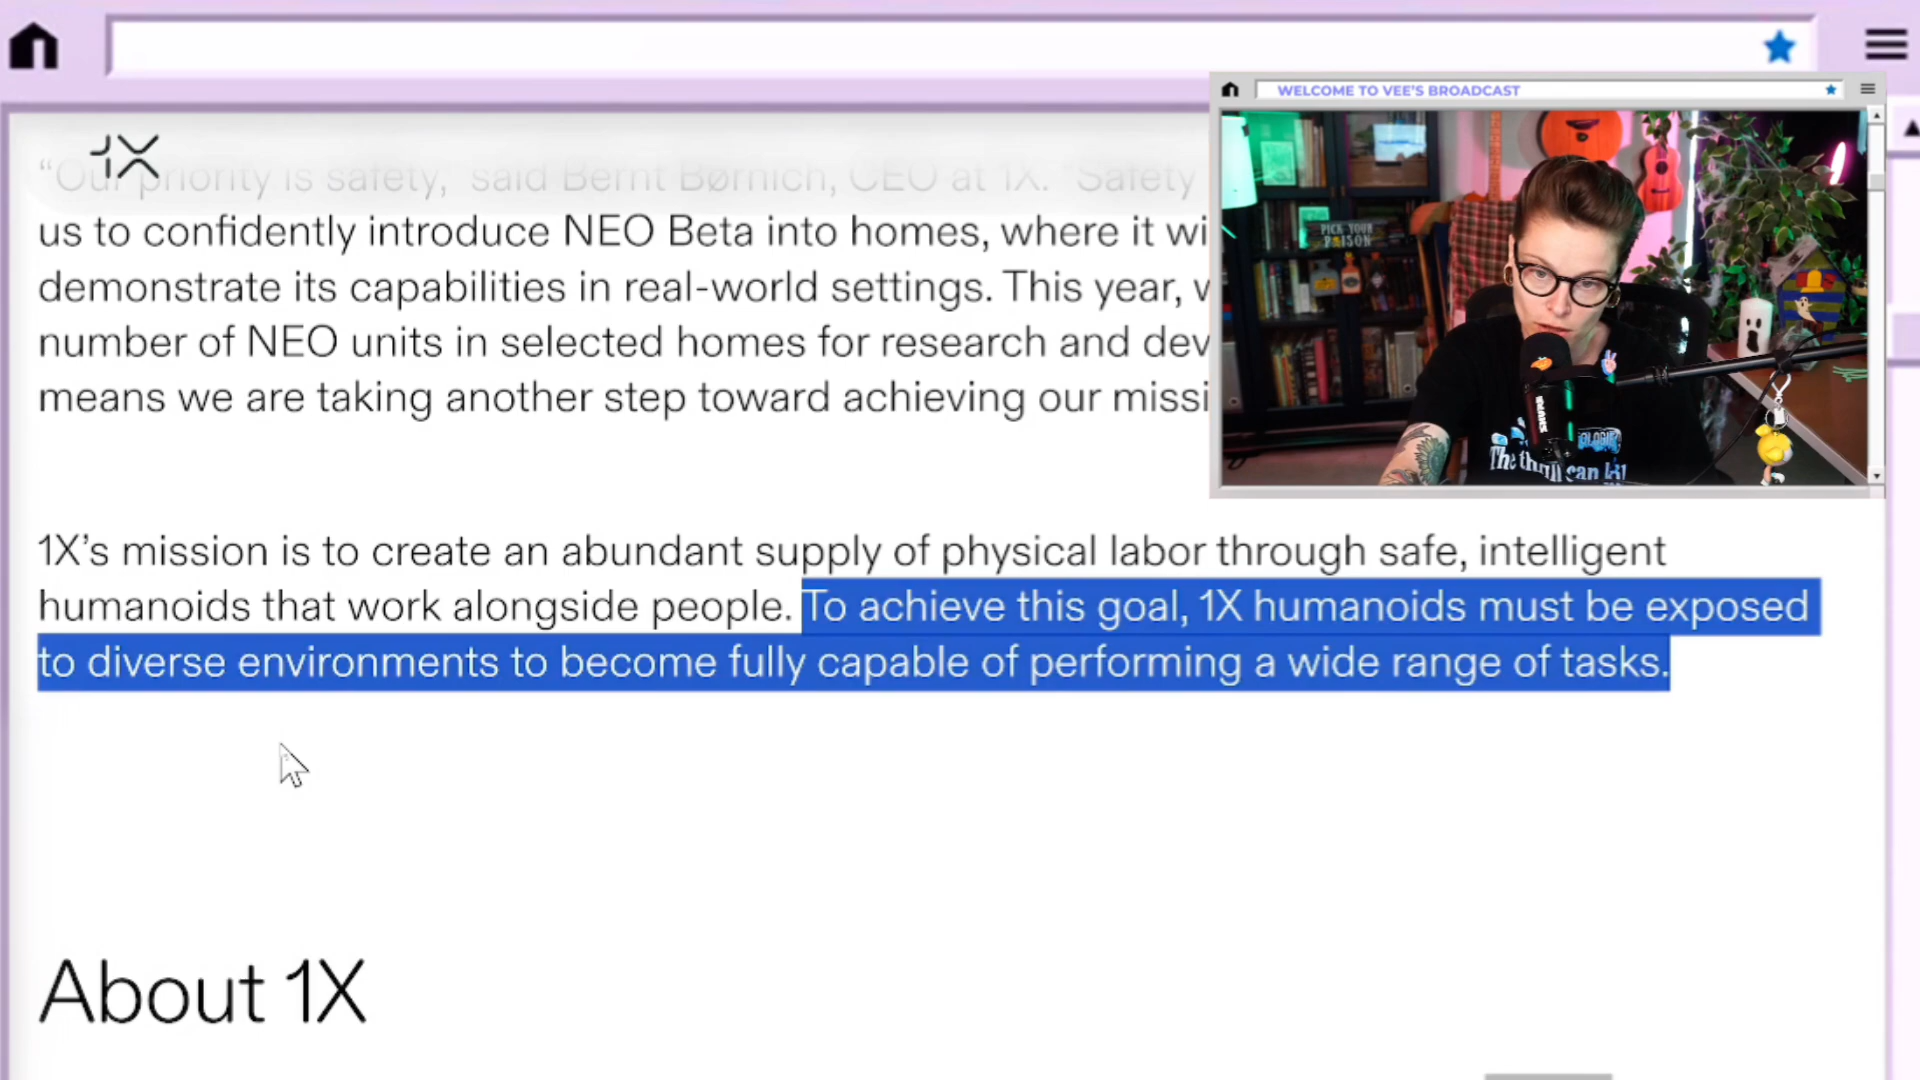 WELCOME TO VEE'S BROADCAST
1X
“Our priority is safety,” said Bernt Børnich, CEO at 1X. “Safety
us to confidently introduce NEO Beta into homes, where it wi
demonstrate its capabilities in real-world settings. This year, w
number of NEO units in selected homes for research and dev
means we are taking another step toward achieving our missi
PICK YOUR
POISON
The thrill can kill
1X’s mission is to create an abundant supply of physical labor through safe, intelligent
humanoids that work alongside people. To achieve this goal, 1X humanoids must be exposed
to diverse environments to become fully capable of performing a wide range of tasks.
About 1X